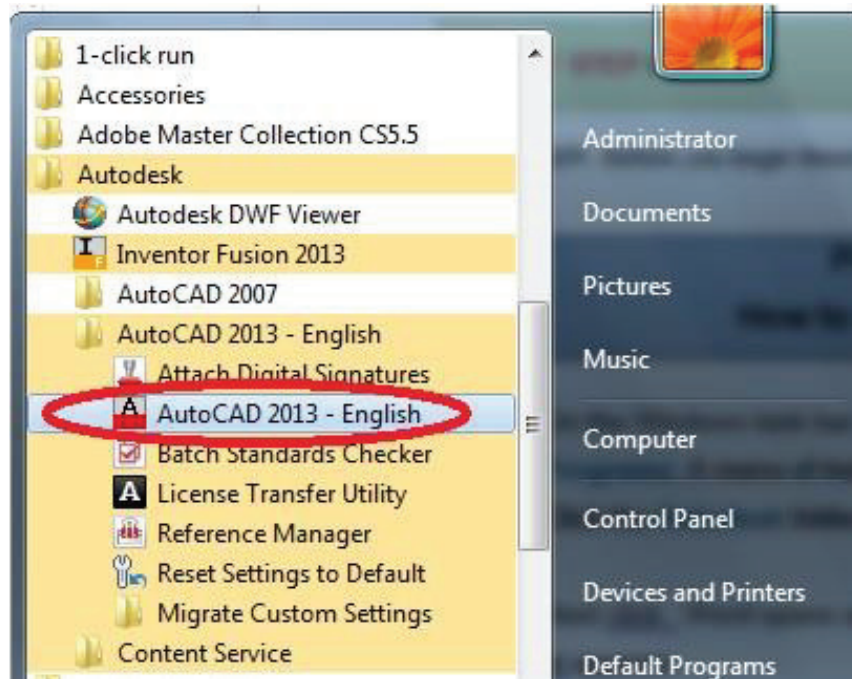 1-click run
Accessories
Adobe Master Collection CS5.5
Autodesk
Autodesk DWF Viewer
Inventor Fusion 2013
AutoCAD 2007
AutoCAD 2013 - English
Attach Digital Signatures
AutoCAD 2013 - English
Batch Standards Checker
License Transfer Utility
Reference Manager
Reset Settings to Default
Migrate Custom Settings
Content Service
Administrator
Documents
Pictures
Music
Computer
Control Panel
Devices and Printers
Default Programs